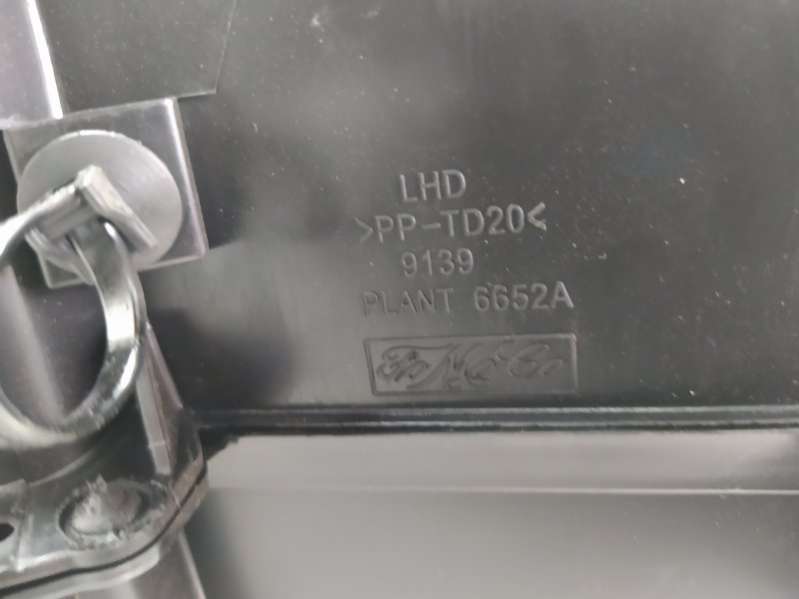 LHD
>PP-TD20<
9139
PLANT 6652A
FoMoCo